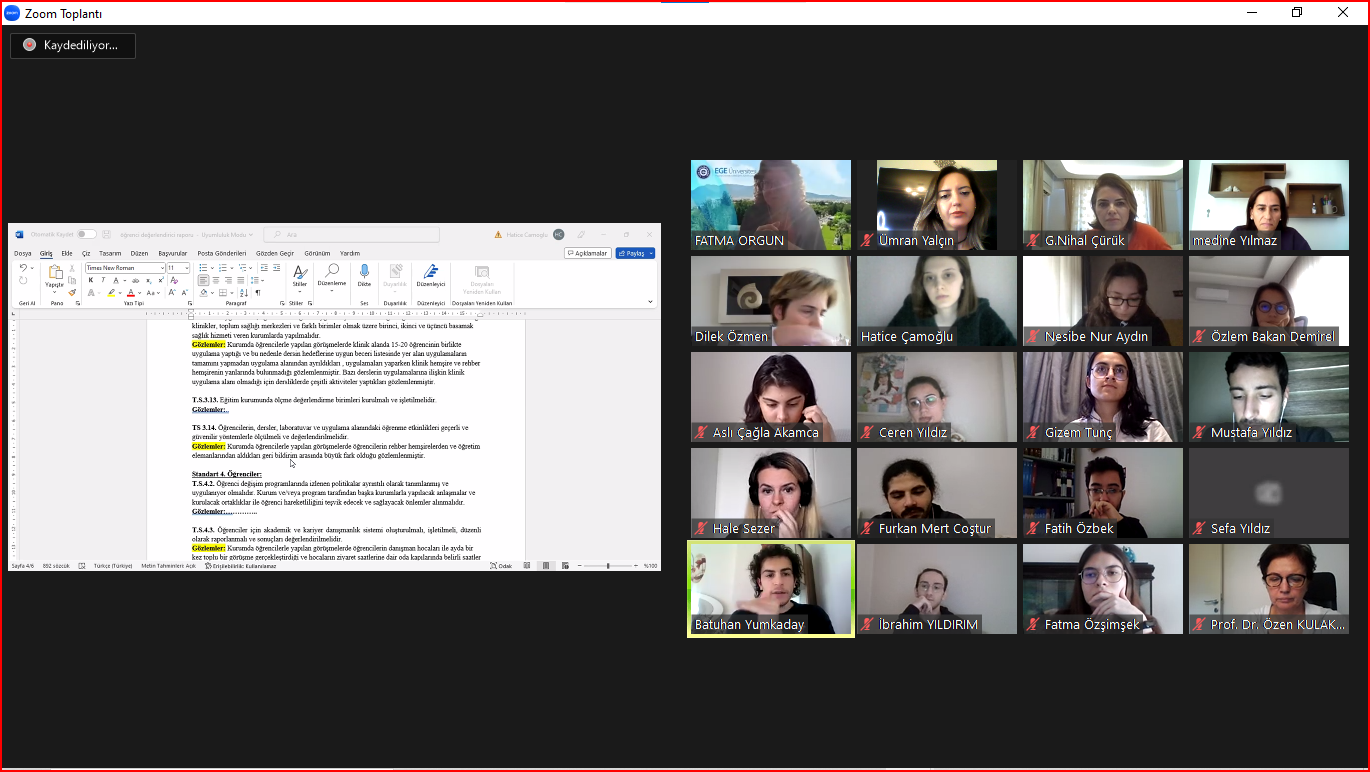 Zoom Toplantı
Kaydediliyor...
Otomatik Kaydet
öğrenci değerlendirici raporu - Uyumluluk Modu
Ara
Hatice Camoglu
HC
Dosya Giriş Ekle Çiz Tasarım Düzen Başvurular Posta Gönderileri Gözden Geçir Görünüm Yardım
Açıklamalar
Paylaş
Times New Roman
11
Yapıştır
Stiller
Düzenleme
Dikte
Duyarlılık
Düzenleyici
Dosyaları
Yeniden Kullan
Geri Al
Pano
Yazı Tipi
Paragraf
Stiller
Ses
Duyarlılık
Düzenleyici
Dosyaları Yeniden Kullan
klinikler, toplum sağlığı merkezleri ve farklı birimler olmak üzere birinci, ikinci ve üçüncü basamak
sağlık hizmeti veren kurumlarda yapılmalıdır.
Gözlemler: Kurumda öğrencilerle yapılan görüşmelerde klinik alanda 15-20 öğrencinin birlikte
uygulama yaptığı ve bu nedenle dersin hedeflerine uygun beceri listesinde yer alan uygulamaların
tamamını yapmadan uygulama alanından ayrıldıkları , uygulamaları yaparken klinik hemşire ve rehber
hemşirenin yanlarında bulunmadığı gözlemlenmiştir. Bazı derslerin uygulamalarına ilişkin klinik
uygulama alanı olmadığı için dersliklerde çeşitli aktiviteler yaptıkları gözlemlenmiştir.
T.S.3.13. Eğitim kurumunda ölçme değerlendirme birimleri kurulmalı ve işletilmelidir.
Gözlemler:..
TS 3.14. Öğrencilerin, dersler, laboratuvar ve uygulama alanındaki öğrenme etkinlikleri geçerli ve
güvenilir yöntemlerle ölçülmeli ve değerlendirilmelidir.
Gözlemler: Kurumda öğrencilerle yapılan görüşmelerde öğrencilerin rehber hemşirelerden ve öğretim
elemanlarından aldıkları geri bildirim arasında büyük fark olduğu gözlemlenmiştir.
Standart 4. Öğrenciler:
T.S.4.2. Öğrenci değişim programlarında izlenen politikalar ayrıntılı olarak tanımlanmış ve
uygulanıyor olmalıdır. Kurum ve/veya program tarafından başka kurumlarla yapılacak anlaşmalar ve
kurulacak ortaklıklar ile öğrenci hareketliliğini teşvik edecek ve sağlayacak önlemler alınmalıdır.
Gözlemler:..............
T.S.4.3. Öğrenciler için akademik ve kariyer danışmanlık sistemi oluşturulmalı, işletilmeli, düzenli
olarak raporlanmalı ve sonuçları değerlendirilmelidir.
Gözlemler: Kurumda öğrencilerle yapılan görüşmelerde öğrencilerin danışman hocaları ile ayda bir
kez toplu bir görüşme gerçekleştirdiği ve hocaların ziyaret saatlerine dair oda kapılarında belirli saatler
Sayfa 4/6 892 sözcük Türkçe (Türkiye) Metin Tahminleri: Açık Erişilebilirlik: Kullanılamaz Odak %100
EGE Üniversitesi
FATMA ORGUN
Ümran Yalçın
G.Nihal Çürük
medine Yılmaz
Dilek Özmen
Hatice Çamoğlu
Nesibe Nur Aydın
Özlem Bakan Demirel
Aslı Çağla Akamca
Ceren Yıldız
Gizem Tunç
Mustafa Yıldız
Hale Sezer
Furkan Mert Coştur
Fatih Özbek
Sefa Yıldız
Batuhan Yumkaday
İbrahim YILDIRIM
Fatma Özşimşek
Prof. Dr. Özen KULAK...